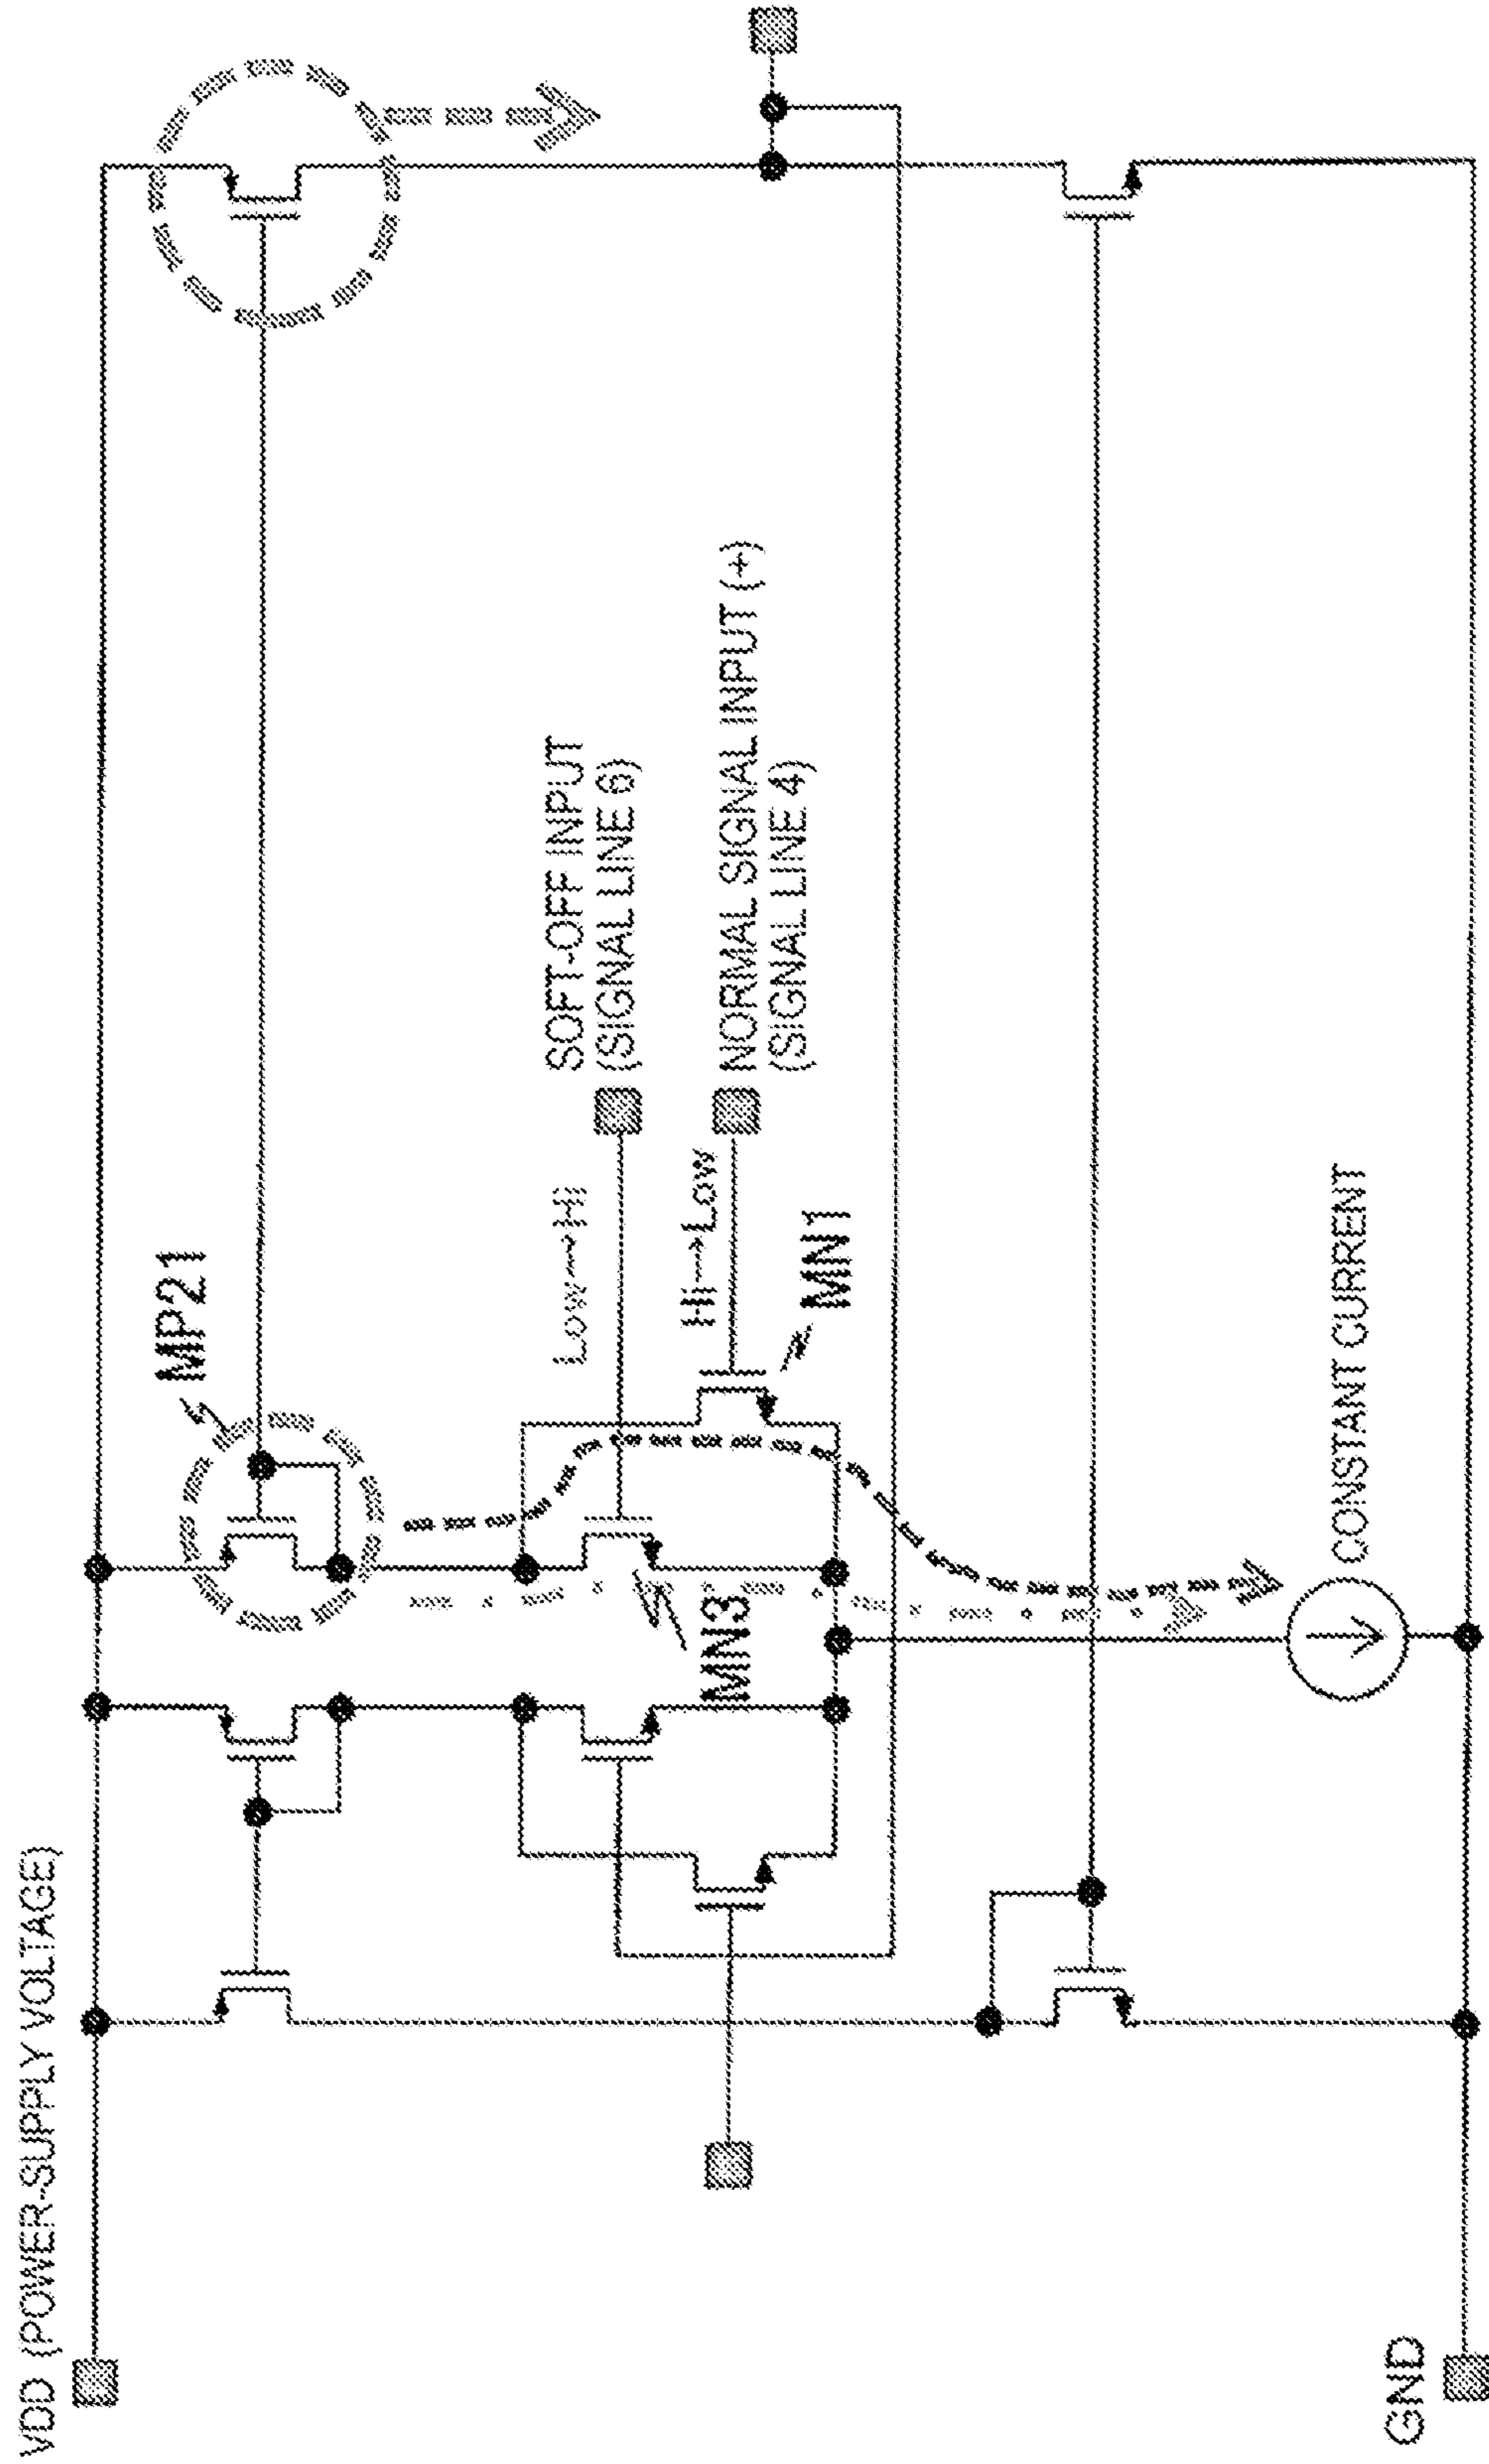 VDD (POWER-SUPPLY VOLTAGE)
MP21
Low→Hi
SOFT-OFF INPUT
(SIGNAL LINE 6)
Hi→Low
NORMAL SIGNAL INPUT (+)
(SIGNAL LINE 4)
MN3
MN1
CONSTANT CURRENT
GND